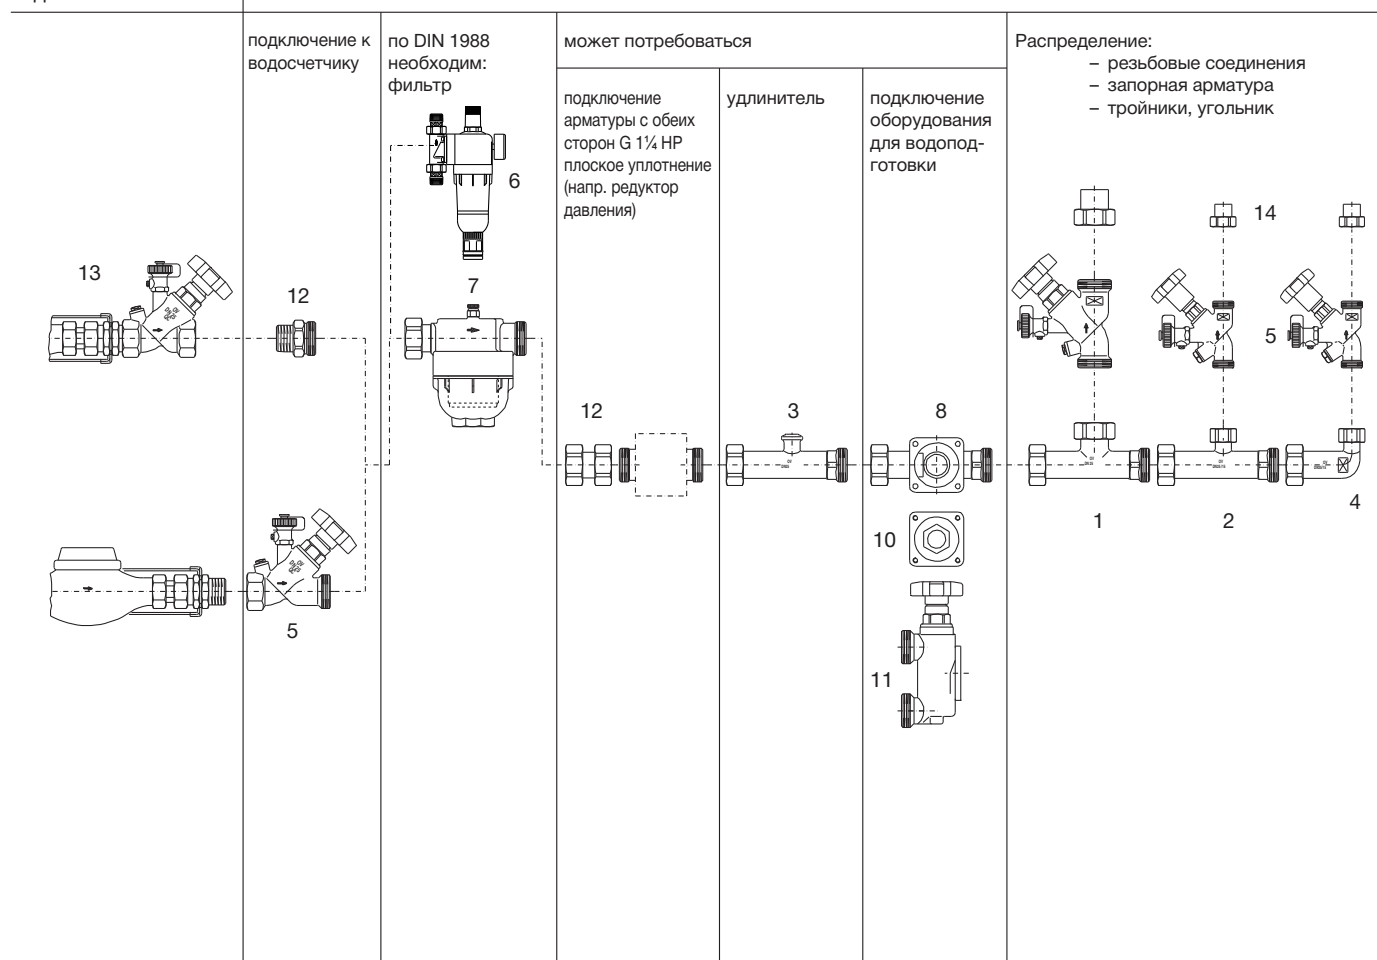 подключение к
водосчетчику
по DIN 1988
необходим:
фильтр
может потребоваться
подключение
арматуры с обеих
сторон G 1¼ НР
плоское уплотнение
(напр. редуктор
давления)
удлинитель
подключение
оборудования
для водопод-
готовки
Распределение:
– резьбовые соединения
– запорная арматура
– тройники, угольник
6
14
13
12
7
5
12
3
8
1
2
4
10
5
11